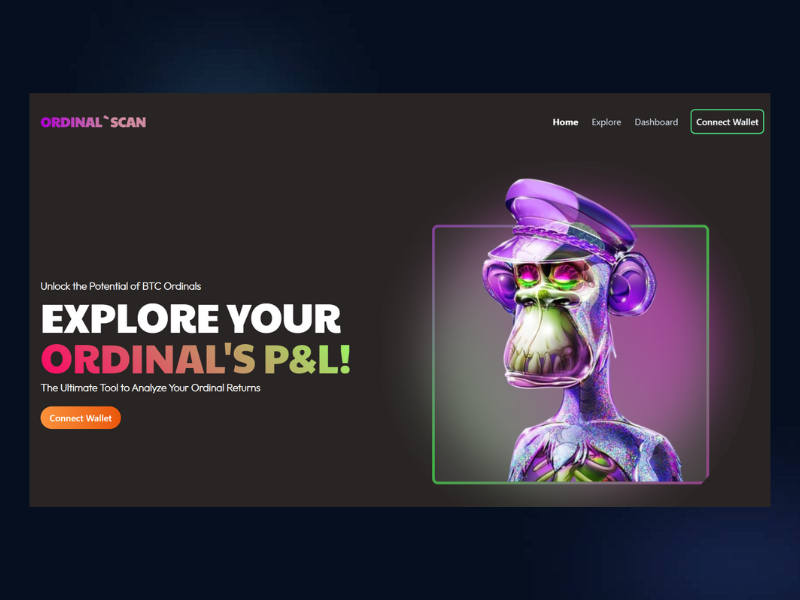 ORDINAL`SCAN
Home Explore Dashboard Connect Wallet
Unlock the Potential of BTC Ordinals
EXPLORE YOUR
ORDINAL'S P&L!
The Ultimate Tool to Analyze Your Ordinal Returns
Connect Wallet